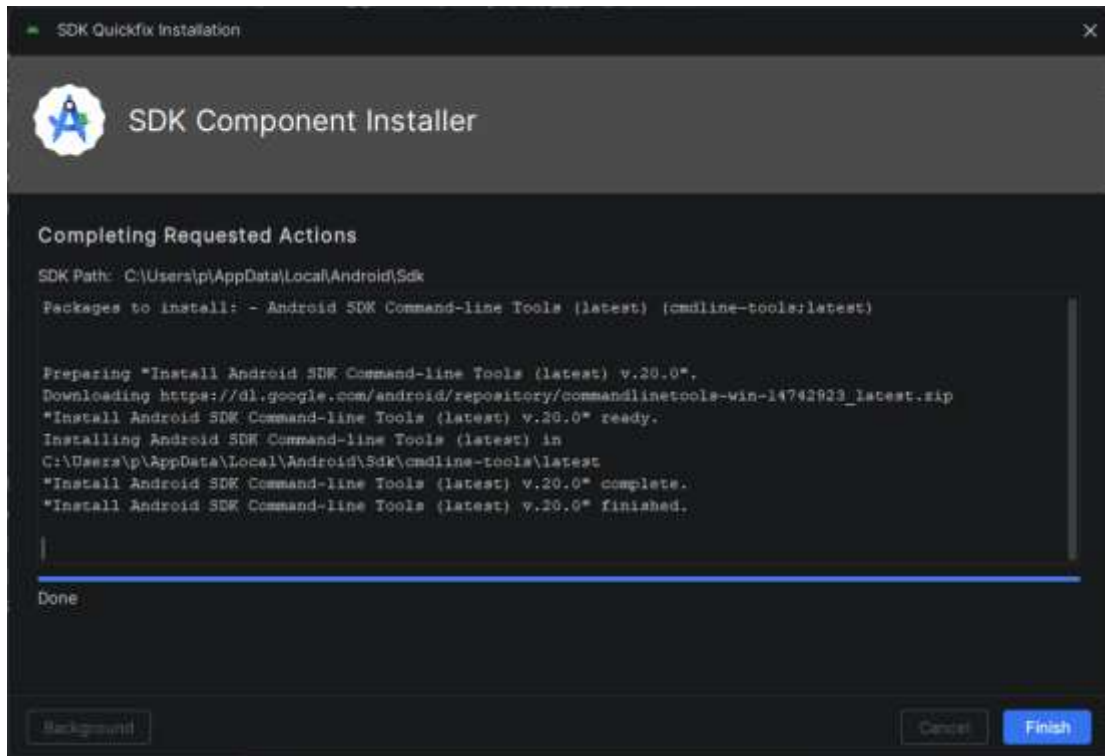 SDK Quickfix Installation
SDK Component Installer
Completing Requested Actions
SDK Path: C:\Users\p\AppData\Local\Android\Sdk
Packages to install: - Android SDK Command-line Tools (latest) (cmdline-tools;latest)
Preparing "Install Android SDK Command-line Tools (latest) v.20.0".
Downloading https://dl.google.com/android/repository/commandlinetools-win-14742923_latest.zip
"Install Android SDK Command-line Tools (latest) v.20.0" ready.
Installing Android SDK Command-line Tools (latest) in
C:\Users\p\AppData\Local\Android\Sdk\cmdline-tools\latest
"Install Android SDK Command-line Tools (latest) v.20.0" complete.
"Install Android SDK Command-line Tools (latest) v.20.0" finished.
Done
Background
Cancel
Finish